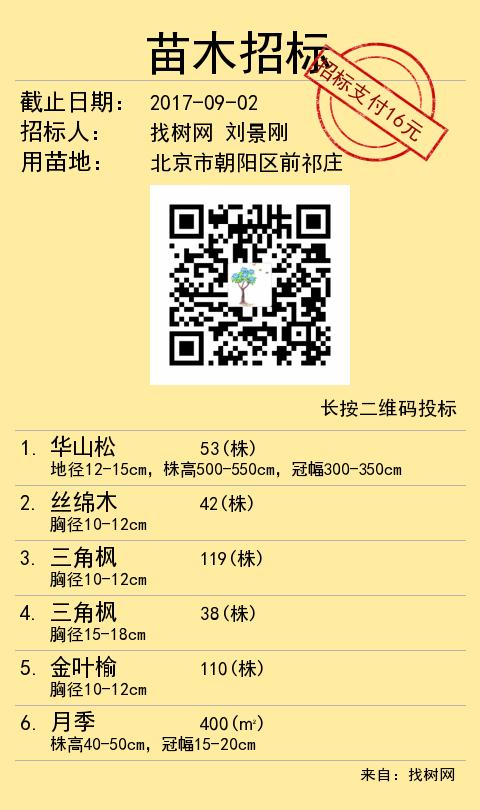 苗木招标
招标支付16元
截止日期： 2017-09-02
招标人： 找树网 刘景刚
用苗地： 北京市朝阳区前祁庄
长按二维码投标
1. 华山松 53(株)
地径12-15cm，株高500-550cm，冠幅300-350cm
2. 丝绵木 42(株)
胸径10-12cm
3. 三角枫 119(株)
胸径10-12cm
4. 三角枫 38(株)
胸径15-18cm
5. 金叶榆 110(株)
胸径10-12cm
6. 月季 400(㎡)
株高40-50cm，冠幅15-20cm
来自：找树网